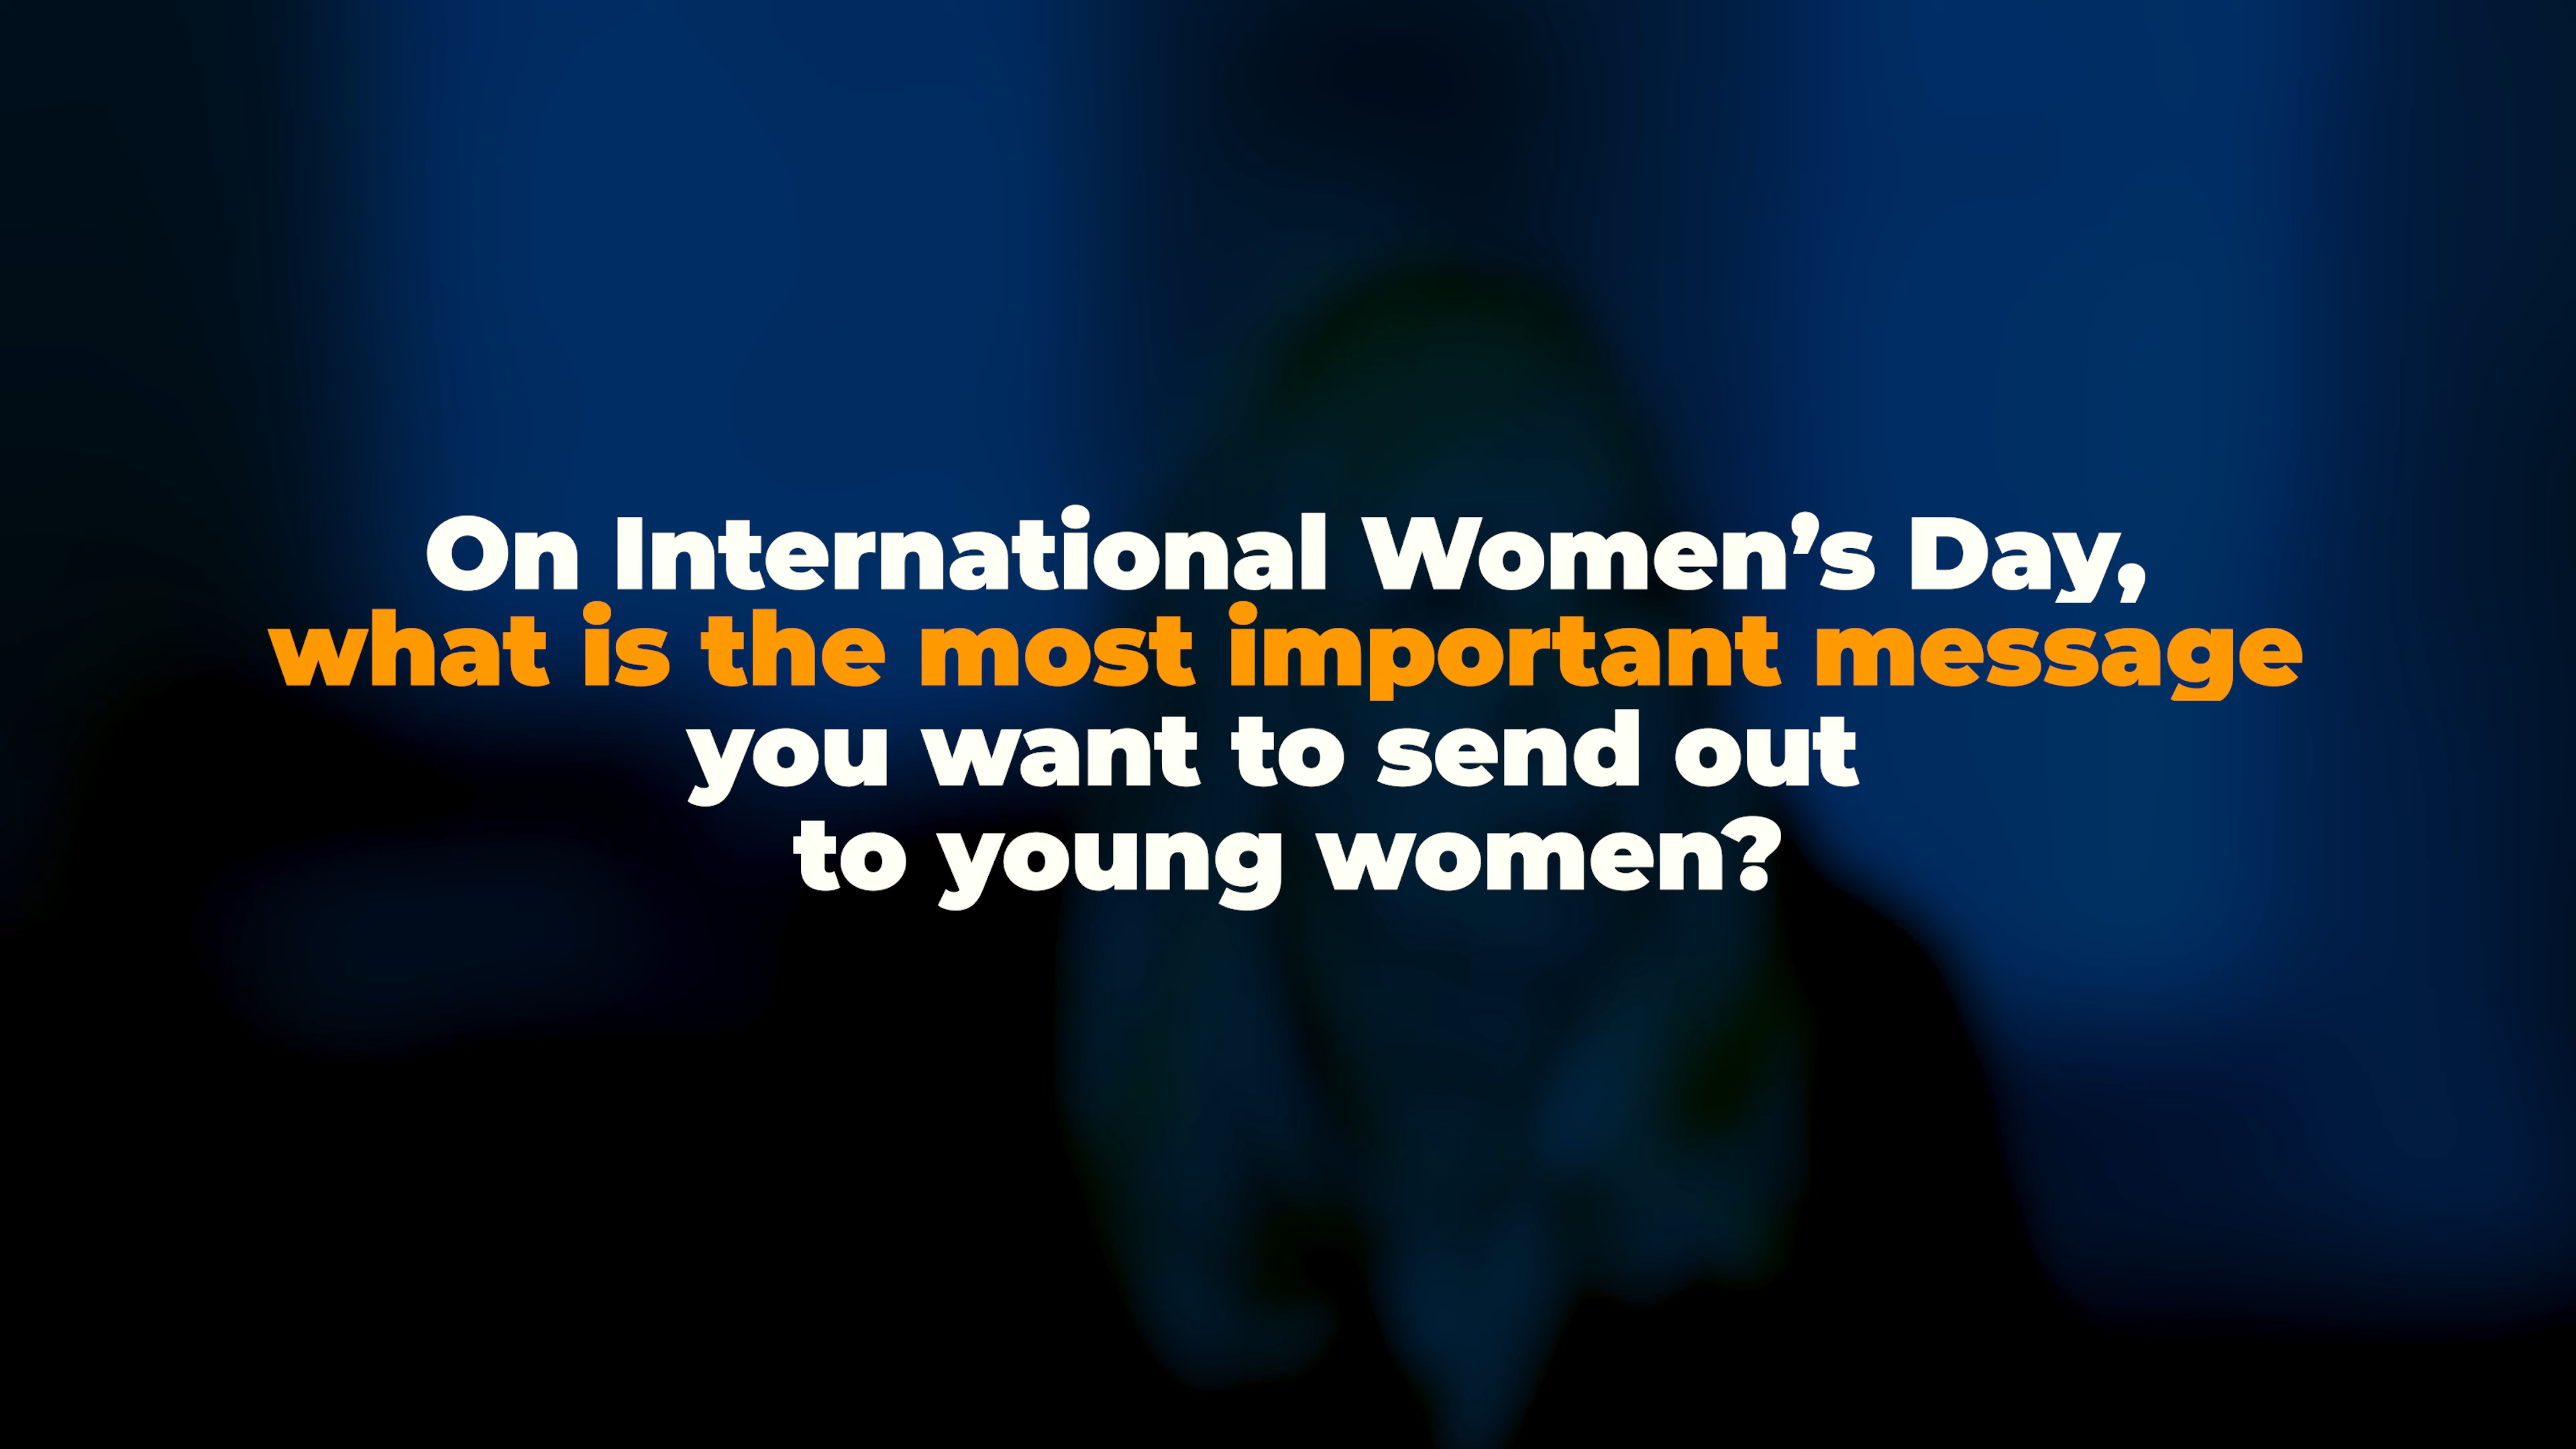 On International Women’s Day,
what is the most important message
you want to send out
to young women?